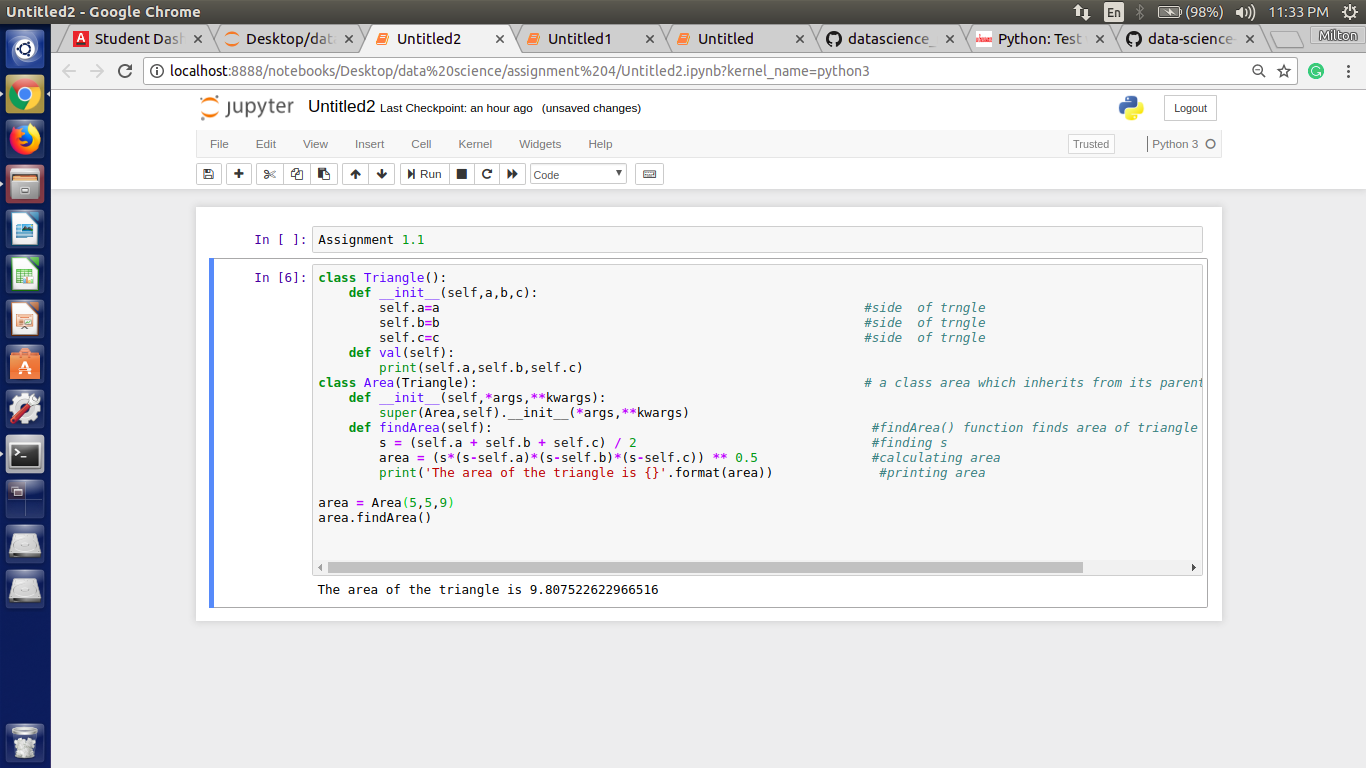 Untitled2 - Google Chrome
En
(98%)
11:33 PM
Student Das
Desktop/dat
Untitled2
Untitled1
Untitled
datascience_
Python: Test
data-science-
Milton
localhost:8888/notebooks/Desktop/data%20science/assignment%204/Untitled2.ipynb?kernel_name=python3
jupyter
Untitled2 Last Checkpoint: an hour ago (unsaved changes)
Logout
File Edit View Insert Cell Kernel Widgets Help
Trusted
Python 3
Run
Code
In [ ]: Assignment 1.1
In [6]: class Triangle():
def __init__(self,a,b,c):
self.a=a #side  of trngle
self.b=b #side  of trngle
self.c=c #side  of trngle
def val(self):
print(self.a,self.b,self.c)
class Area(Triangle): # a class area which inherits from its parent
def __init__(self,*args,**kwargs):
super(Area,self).__init__(*args,**kwargs)
def findArea(self): #findArea() function finds area of triangle
s = (self.a + self.b + self.c) / 2 #finding s
area = (s*(s-self.a)*(s-self.b)*(s-self.c)) ** 0.5 #calculating area
print('The area of the triangle is {}'.format(area)) #printing area
area = Area(5,5,9)
area.findArea()
The area of the triangle is 9.807522622966516